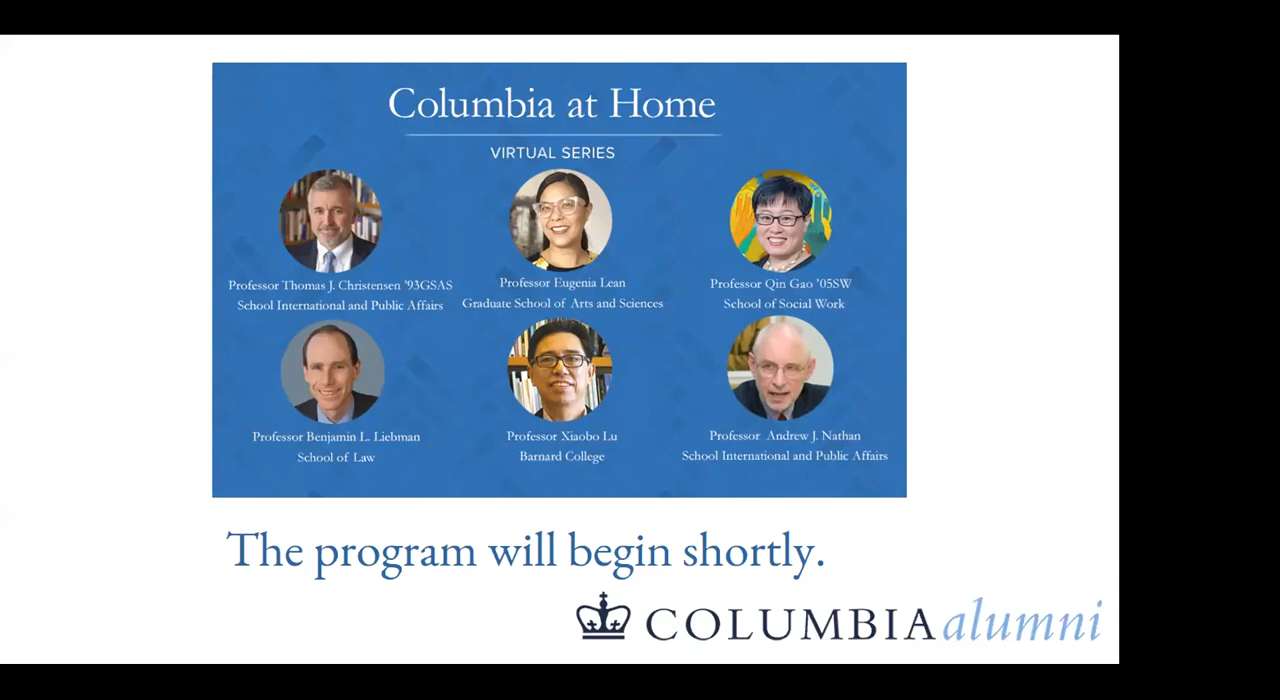 Columbia at Home
VIRTUAL SERIES
Professor Thomas J. Christensen ’93GSAS
School International and Public Affairs
Professor Eugenia Lean
Graduate School of Arts and Sciences
Professor Qin Gao ’05SW
School of Social Work
Professor Benjamin L. Liebman
School of Law
Professor Xiaobo Lu
Barnard College
Professor Andrew J. Nathan
School International and Public Affairs
The program will begin shortly.
COLUMBIA alumni